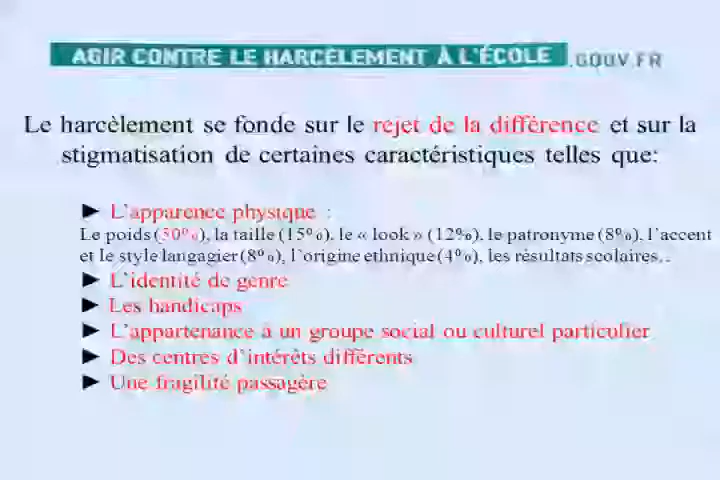 AGIR CONTRE LE HARCÈLEMENT À L'ÉCOLE .GOUV.FR
Le harcèlement se fonde sur le rejet de la différence et sur la
stigmatisation de certaines caractéristiques telles que:
► L'apparence physique :
Le poids (30%), la taille (15%), le « look » (12%), le patronyme (8%), l'accent
et le style langagier (8%), l'origine ethnique (4%), les résultats scolaires…
► L'identité de genre
► Les handicaps
► L'appartenance à un groupe social ou culturel particulier
► Des centres d'intérêts différents
► Une fragilité passagère